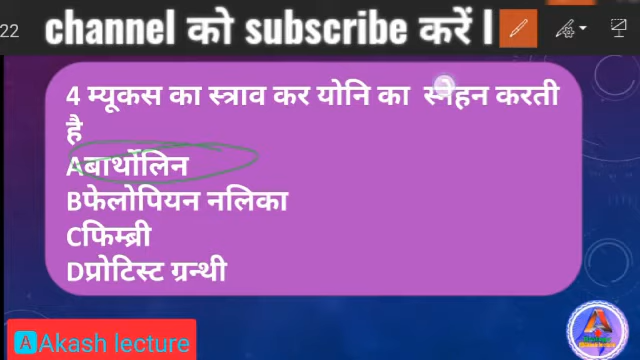 22
channel को subscribe करें l
4 म्यूकस का स्त्राव कर योनि का स्नेहन करती
है
Aबार्थोलिन
Bफेलोपियन नलिका
Cफिम्ब्री
Dप्रोटिस्ट ग्रन्थी
A Akash lecture